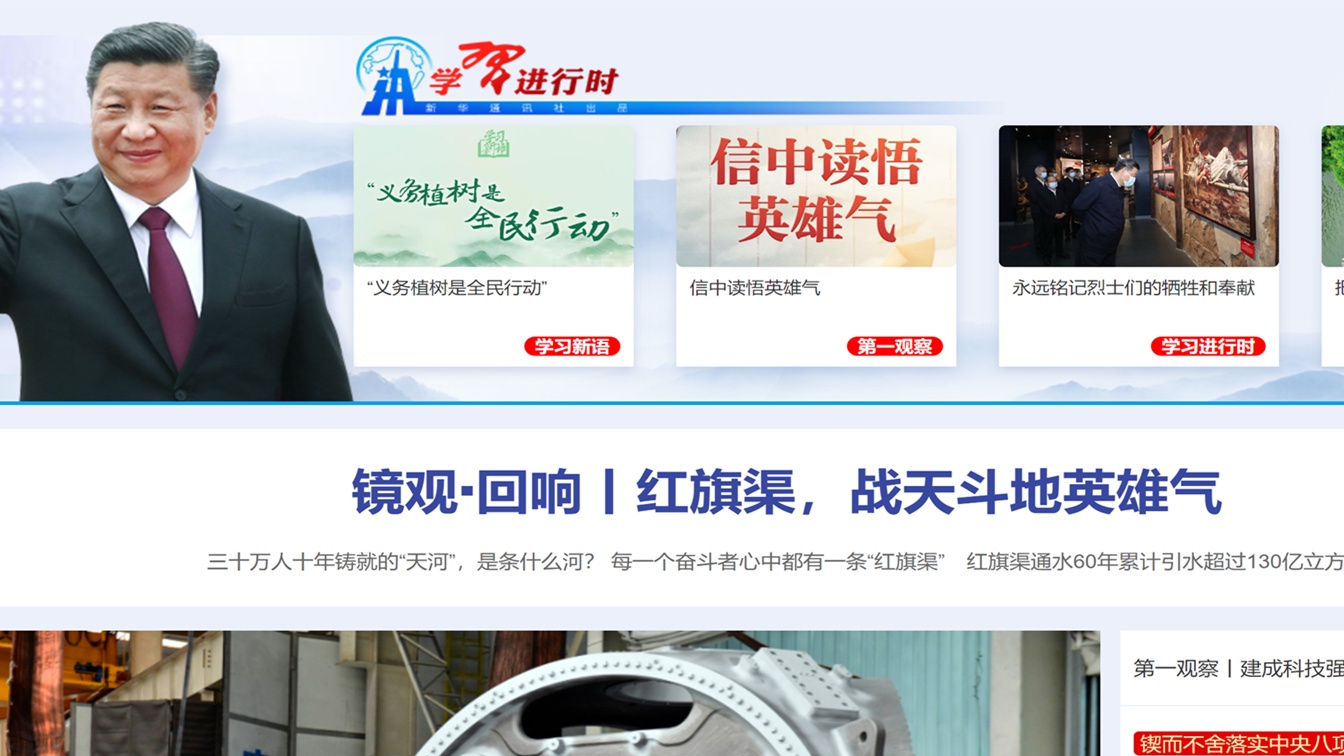 学习进行时
新华通讯社出品
“义务植树是
全民行动”
信中读悟
英雄气
“义务植树是全民行动”
信中读悟英雄气
永远铭记烈士们的牺牲和奉献
学习新语
第一观察
学习进行时
镜观·回响丨红旗渠，战天斗地英雄气
三十万人十年铸就的“天河”，是条什么河？ 每一个奋斗者心中都有一条“红旗渠” 红旗渠通水60年累计引水超过130亿立方
第一观察丨建成科技强
锲而不舍落实中央八